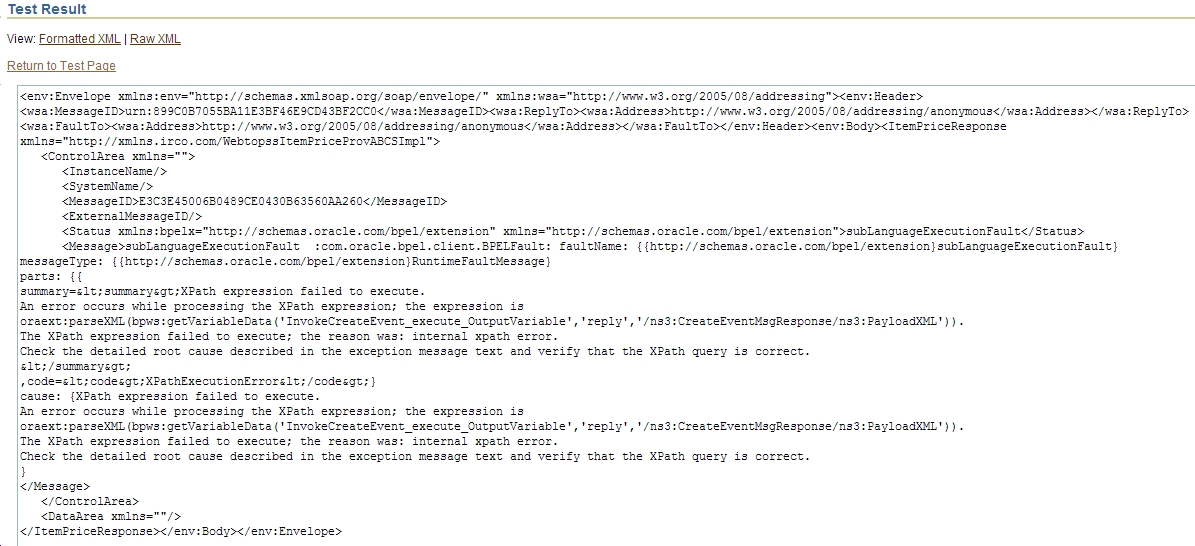 Test Result
View: Formatted XML | Raw XML
Return to Test Page
<env:Envelope xmlns:env="http://schemas.xmlsoap.org/soap/envelope/" xmlns:wsa="http://www.w3.org/2005/08/addressing"><env:Header>
<wsa:MessageID>urn:899C0B7055BA11E3BF46E9CD43BF2CC0</wsa:MessageID><wsa:ReplyTo><wsa:Address>http://www.w3.org/2005/08/addressing/anonymous</wsa:Address></wsa:ReplyTo>
<wsa:FaultTo><wsa:Address>http://www.w3.org/2005/08/addressing/anonymous</wsa:Address></wsa:FaultTo></env:Header><env:Body><ItemPriceResponse
xmlns="http://xmlns.irco.com/WebtopssItemPriceProvABCSImpl">
<ControlArea xmlns="">
<InstanceName/>
<SystemName/>
<MessageID>E3C3E45006B0489CE0430B63560AA260</MessageID>
<ExternalMessageID/>
<Status xmlns:bpelx="http://schemas.oracle.com/bpel/extension" xmlns="http://schemas.oracle.com/bpel/extension">subLanguageExecutionFault</Status>
<Message>subLanguageExecutionFault  :com.oracle.bpel.client.BPELFault: faultName: {{http://schemas.oracle.com/bpel/extension}subLanguageExecutionFault}
messageType: {{http://schemas.oracle.com/bpel/extension}RuntimeFaultMessage}
parts: {{
summary=&lt;summary&gt;XPath expression failed to execute.
An error occurs while processing the XPath expression; the expression is
oraext:parseXML(bpws:getVariableData('InvokeCreateEvent_execute_OutputVariable','reply','/ns3:CreateEventMsgResponse/ns3:PayloadXML')).
The XPath expression failed to execute; the reason was: internal xpath error.
Check the detailed root cause described in the exception message text and verify that the XPath query is correct.
&lt;/summary&gt;
,code=&lt;code&gt;XPathExecutionError&lt;/code&gt;}
cause: {XPath expression failed to execute.
An error occurs while processing the XPath expression; the expression is
oraext:parseXML(bpws:getVariableData('InvokeCreateEvent_execute_OutputVariable','reply','/ns3:CreateEventMsgResponse/ns3:PayloadXML')).
The XPath expression failed to execute; the reason was: internal xpath error.
Check the detailed root cause described in the exception message text and verify that the XPath query is correct.
}
</Message>
</ControlArea>
<DataArea xmlns=""/>
</ItemPriceResponse></env:Body></env:Envelope>